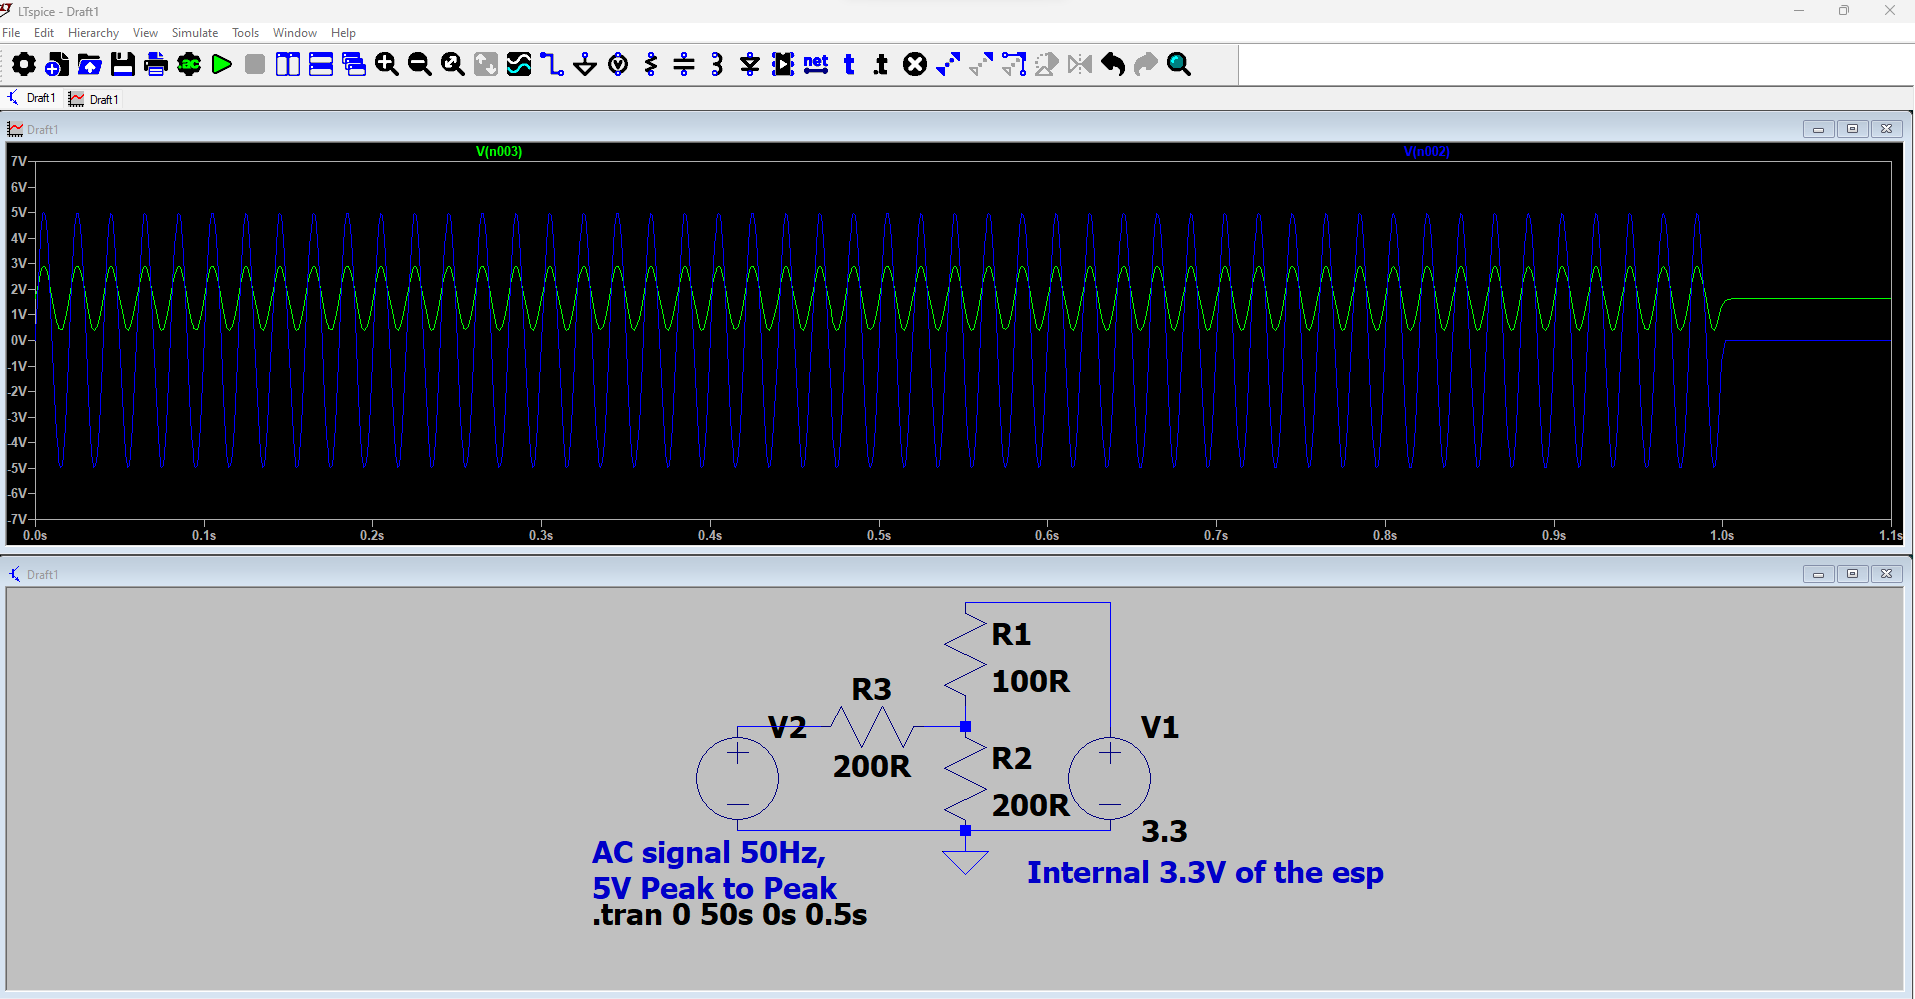 LTspice - Draft1
File Edit Hierarchy View Simulate Tools Window Help
.ac net t .t
Draft1 Draft1
Draft1
V(n003) V(n002)
7V
6V
5V
4V
3V
2V
1V
0V
-1V
-2V
-3V
-4V
-5V
-6V
-7V
0.0s 0.1s 0.2s 0.3s 0.4s 0.5s 0.6s 0.7s 0.8s 0.9s 1.0s 1.1s
Draft1
R1
100R
R3
V2
V1
200R
R2
200R
3.3
AC signal 50Hz,
5V Peak to Peak
Internal 3.3V of the esp
.tran 0 50s 0s 0.5s